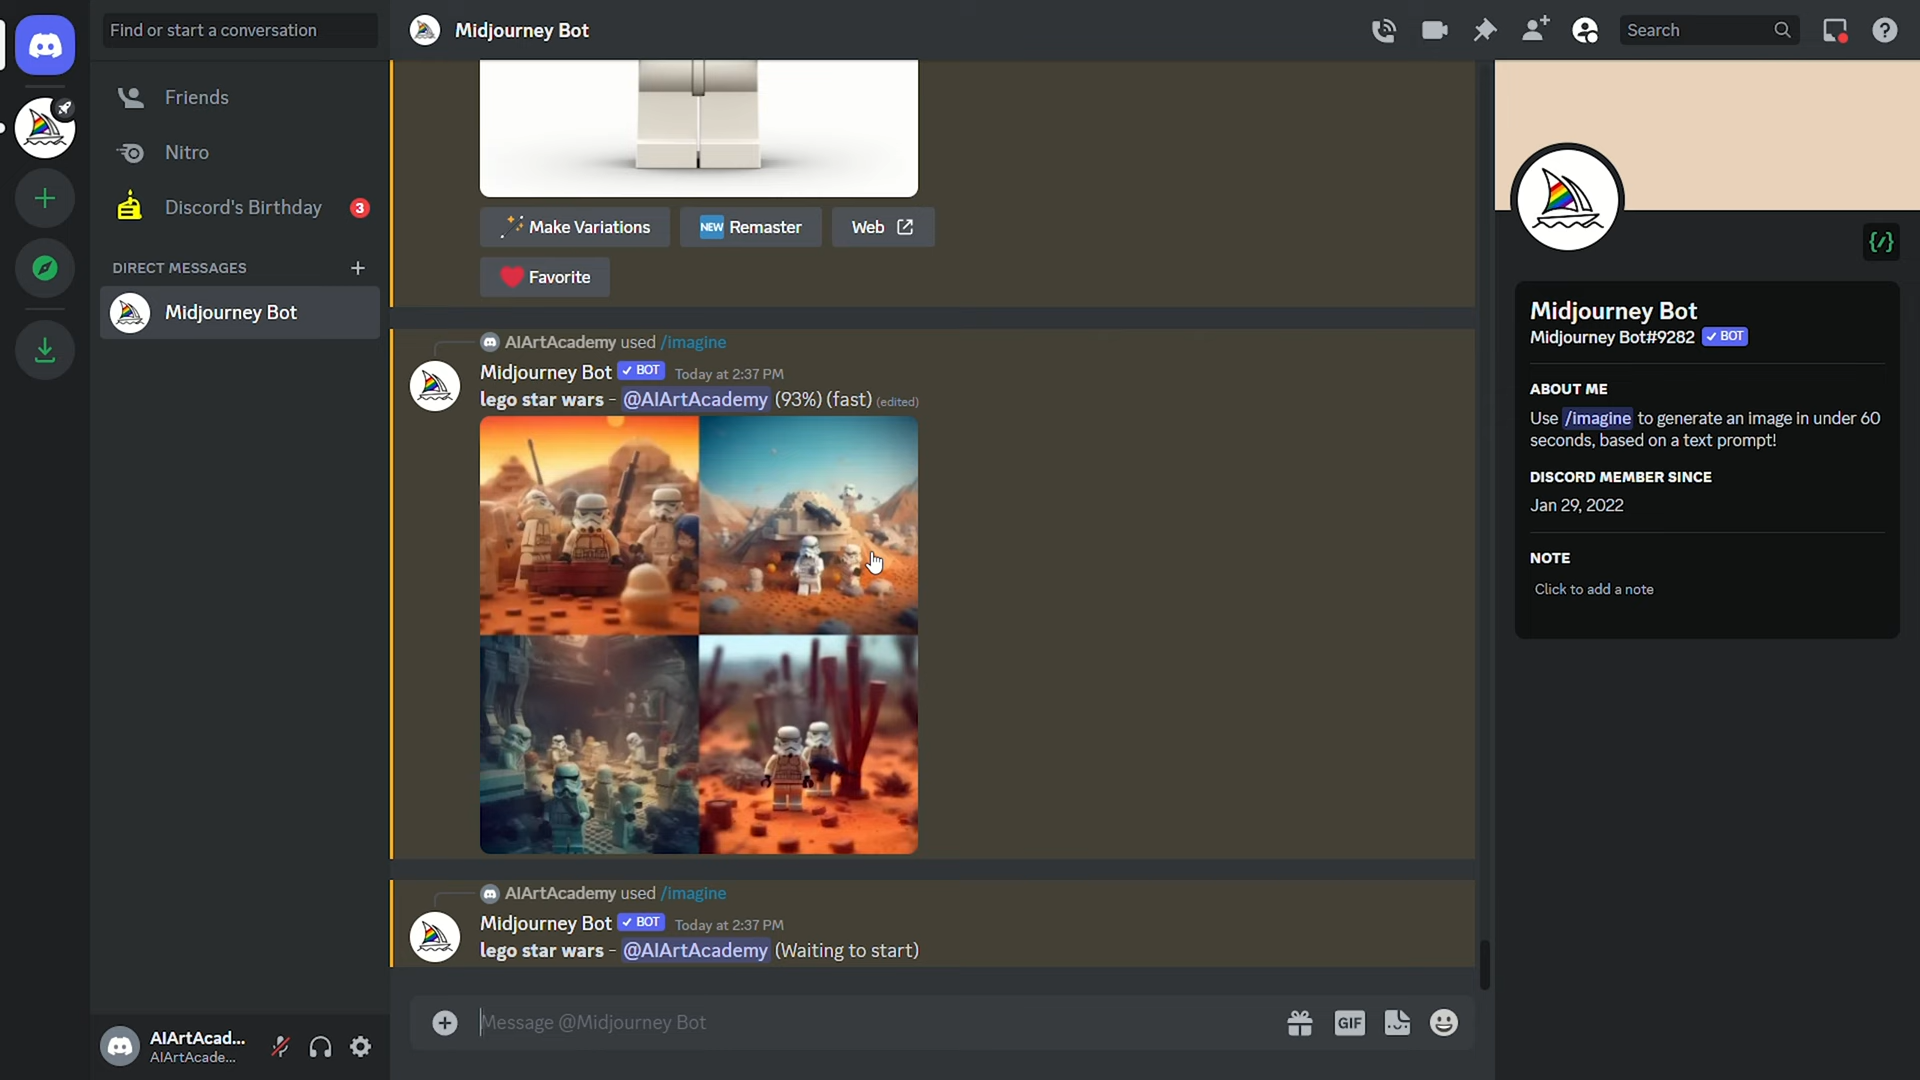 Find or start a conversation
Friends
Nitro
Discord's Birthday 3
DIRECT MESSAGES +
Midjourney Bot
AIArtAcad...
AIArtAcade...
Midjourney Bot
Search
Make Variations
NEW Remaster
Web
Favorite
AIArtAcademy used /imagine
Midjourney Bot ✓ BOT Today at 2:37 PM
lego star wars - @AIArtAcademy (93%) (fast) (edited)
AIArtAcademy used /imagine
Midjourney Bot ✓ BOT Today at 2:37 PM
lego star wars - @AIArtAcademy (Waiting to start)
Message @Midjourney Bot
GIF
{/}
Midjourney Bot
Midjourney Bot#9282 ✓ BOT
ABOUT ME
Use /imagine to generate an image in under 60
seconds, based on a text prompt!
DISCORD MEMBER SINCE
Jan 29, 2022
NOTE
Click to add a note